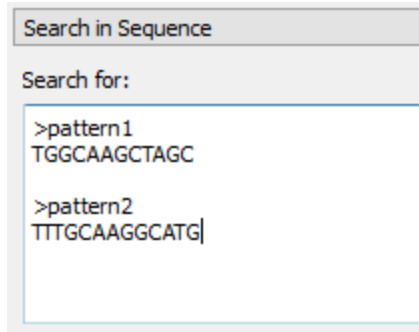 Search in Sequence
Search for:
>pattern1
TGGCAAGCTAGC
>pattern2
TTTGCAAGGCATG